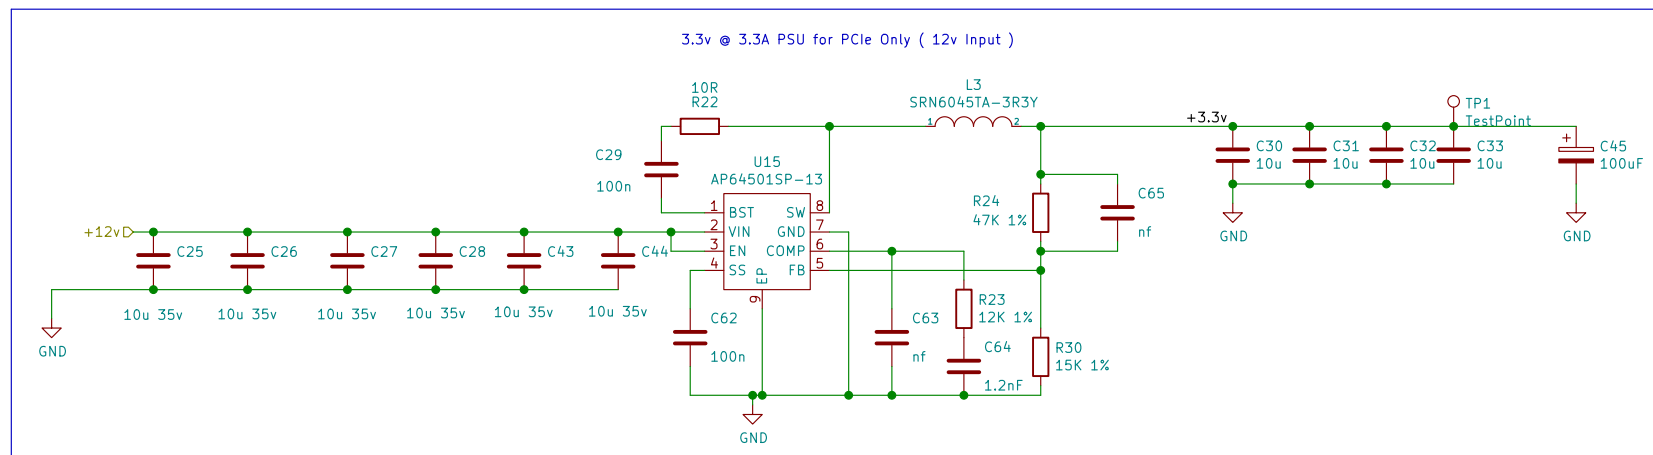 3.3v @ 3.3A PSU for PCIe Only ( 12v Input )
10R
R22
L3
SRN6045TA-3R3Y
1
2
+3.3v
TP1
TestPoint
C29
100n
U15
AP64501SP-13
C30
10u
C31
10u
C32
10u
C33
10u
+
C45
100uF
1
BST
SW
8
2
VIN
GND
7
3
EN
COMP
6
4
SS
FB
5
EP
9
R24
47K 1%
C65
nf
GND
GND
+12v
C25
C26
C27
C28
C43
C44
10u 35v
10u 35v
10u 35v
10u 35v
10u 35v
10u 35v
GND
C62
100n
C63
nf
R23
12K 1%
C64
1.2nF
R30
15K 1%
GND